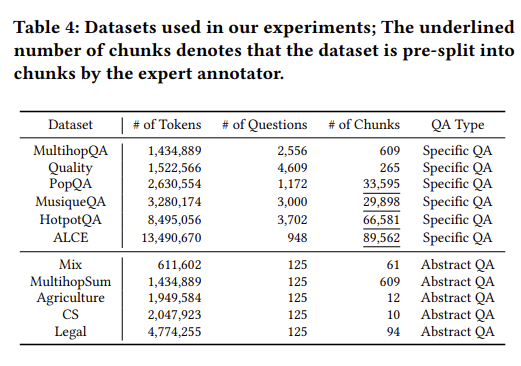 Table 4: Datasets used in our experiments; The underlined
number of chunks denotes that the dataset is pre-split into
chunks by the expert annotator.
Dataset # of Tokens # of Questions # of Chunks QA Type
MultihopQA 1,434,889 2,556 609 Specific QA
Quality 1,522,566 4,609 265 Specific QA
PopQA 2,630,554 1,172 33,595 Specific QA
MusiqueQA 3,280,174 3,000 29,898 Specific QA
HotpotQA 8,495,056 3,702 66,581 Specific QA
ALCE 13,490,670 948 89,562 Specific QA
Mix 611,602 125 61 Abstract QA
MultihopSum 1,434,889 125 609 Abstract QA
Agriculture 1,949,584 125 12 Abstract QA
CS 2,047,923 125 10 Abstract QA
Legal 4,774,255 125 94 Abstract QA